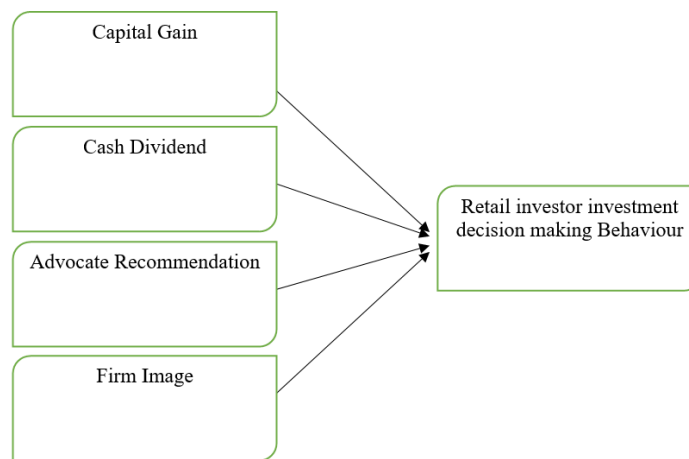 Capital Gain
Cash Dividend
Advocate Recommendation
Firm Image
Retail investor investment
decision making Behaviour